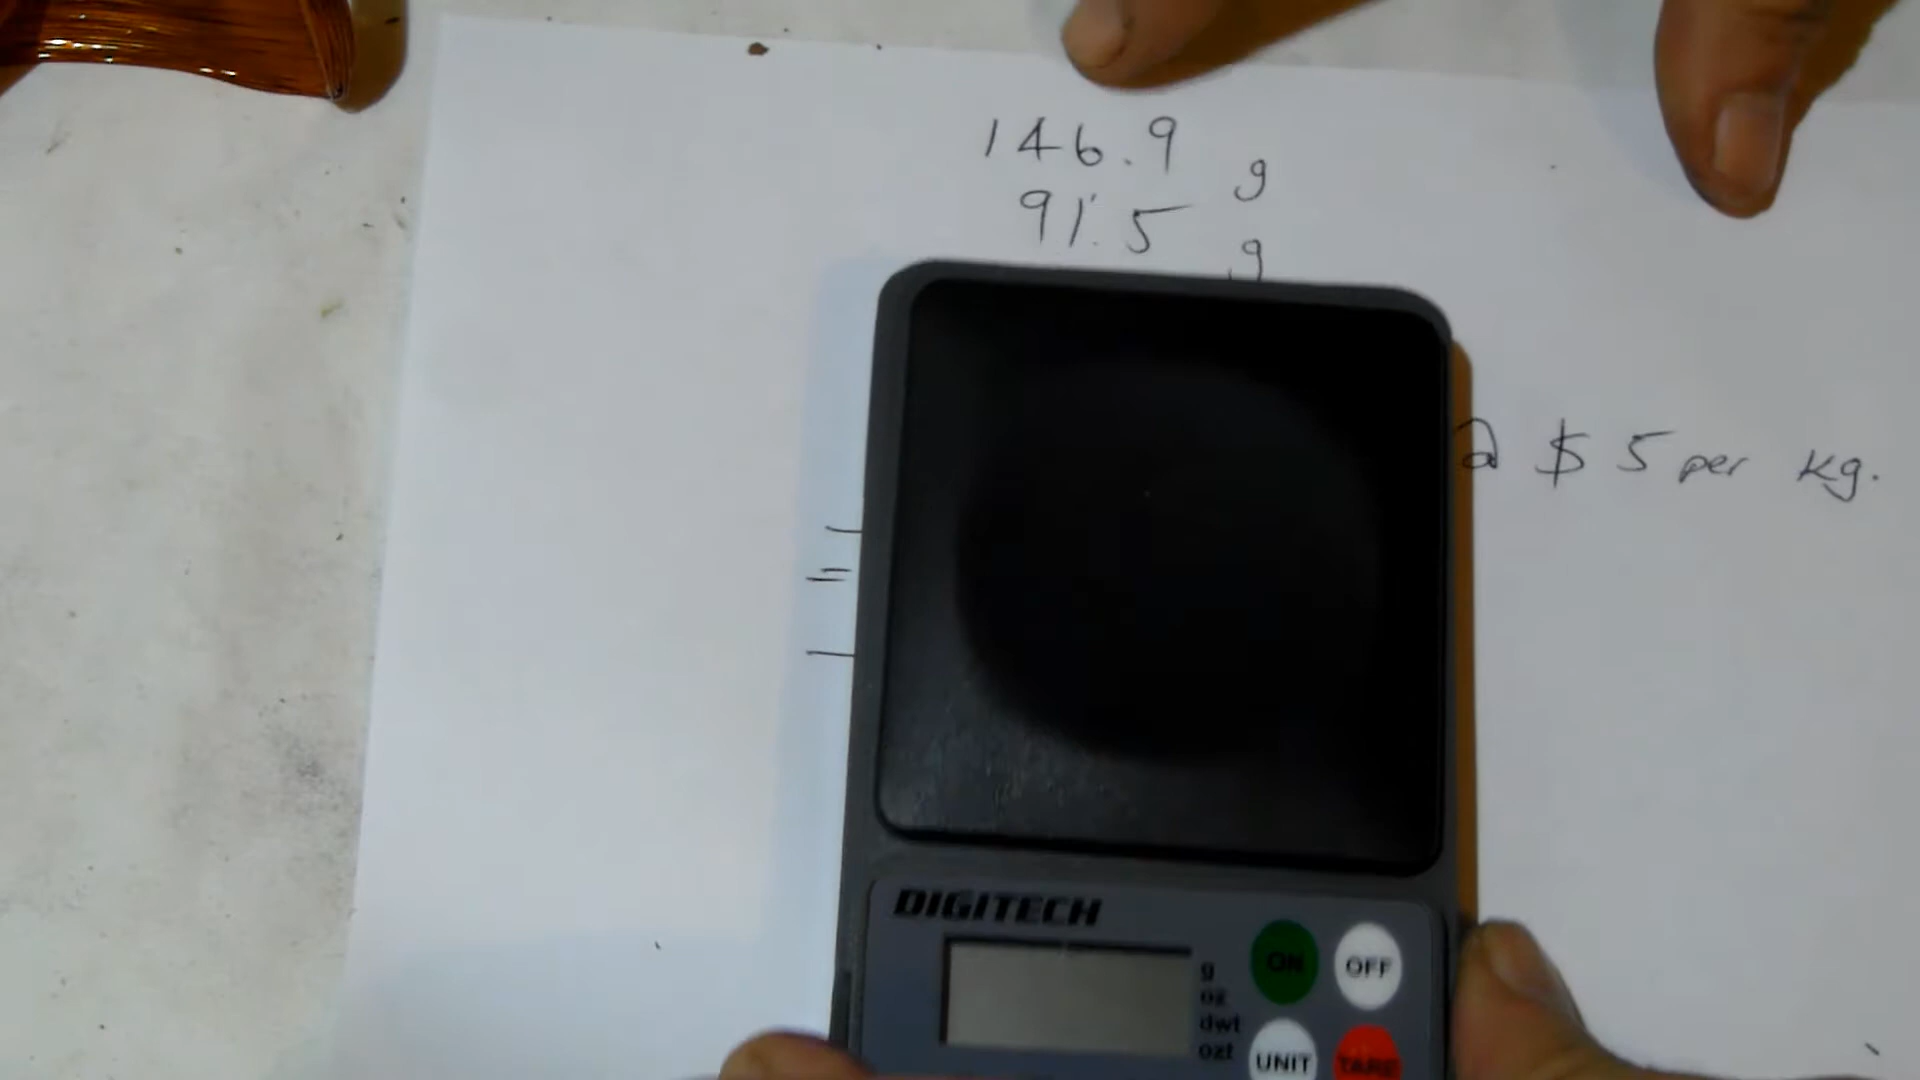 146.9 g
91.5 g
@ $ 5 per kg.
DIGITECH
g
oz
dwt
ozt
ON
OFF
UNIT
TARE